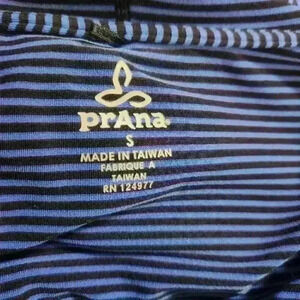 prAna
S
MADE IN TAIWAN
FABRIQUE A
TAIWAN
RN 124977